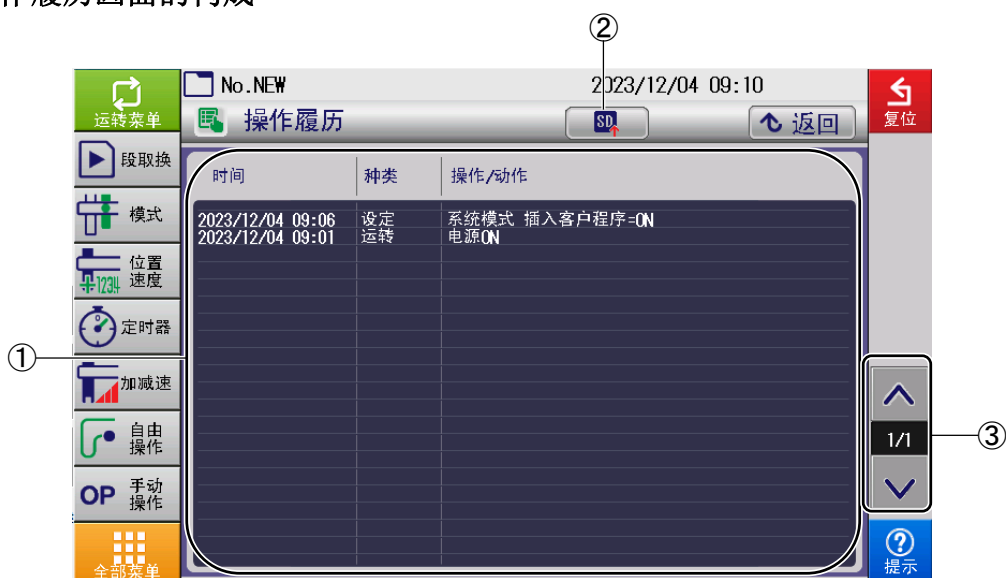 作履历画面的构成
②
No.NEW 2023/12/04 09:10
运转菜单
操作履历
SD
返回
复位
段取换
模式
位置
速度
123.4
定时器
加减速
自由
操作
OP 手动
操作
全部菜单
时间 种类 操作/动作
2023/12/04 09:06 设定 系统模式 插入客户程序=ON
2023/12/04 09:01 运转 电源ON
①
1/1
③
提示